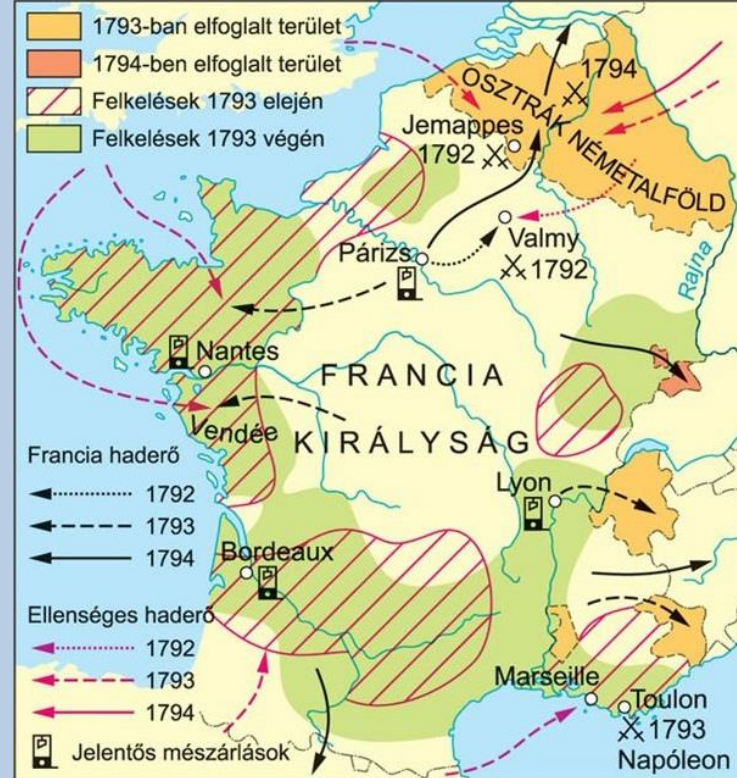 1793-ban elfoglalt terület
1794-ben elfoglalt terület
Felkelések 1793 elején
Felkelések 1793 végén
OSZTRÁK NÉMETALFÖLD
1794
Jemappes
1792
Valmy
1792
Párizs
Rajna
Nantes
Vendée
FRANCIA
KIRÁLYSÁG
Lyon
Bordeaux
Marseille
Toulon
1793
Napóleon
Francia haderő
1792
1793
1794
Ellenséges haderő
1792
1793
1794
Jelentős mészárlások